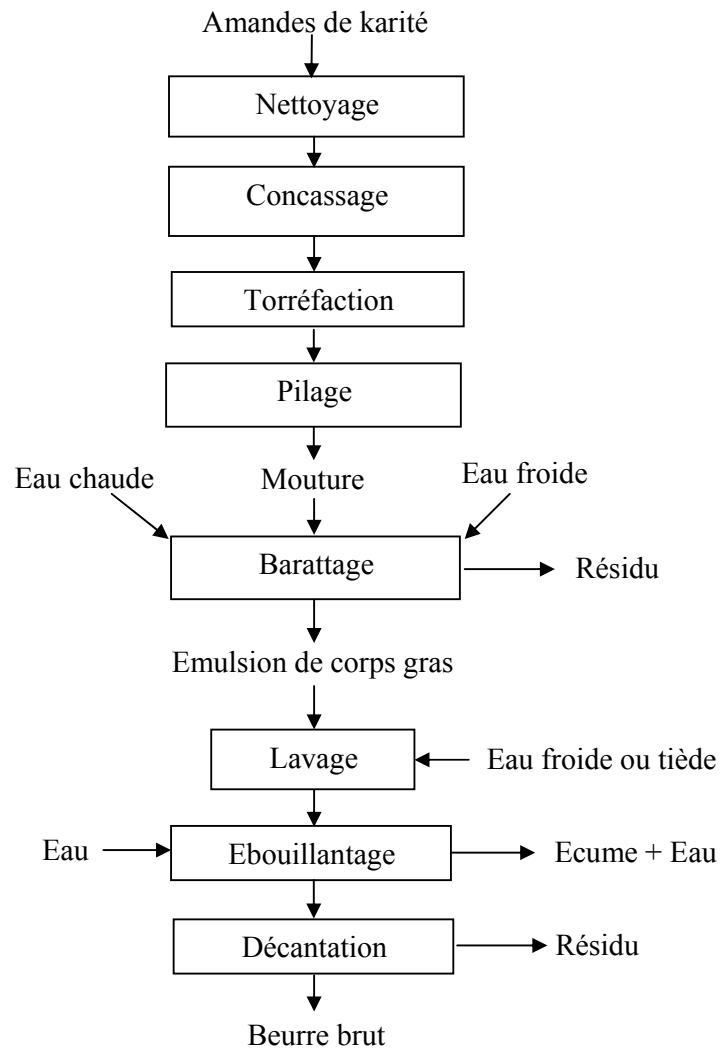 Amandes de karité
Nettoyage
Concassage
Torréfaction
Pilage
Eau chaude
Mouture
Eau froide
Barattage
Résidu
Emulsion de corps gras
Lavage
Eau froide ou tiède
Eau
Ebouillantage
Ecume + Eau
Décantation
Résidu
Beurre brut